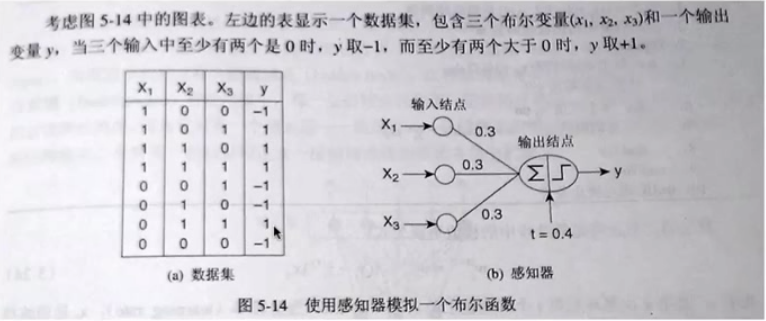 考虑图 5-14 中的图表。左边的表显示一个数据集，包含三个布尔变量(x₁, x₂, x₃)和一个输出
变量 y，当三个输入中至少有两个是 0 时，y 取−1，而至少有两个大于 0 时，y 取+1。
X₁ X₂ X₃ y
1 0 0 −1
1 0 1 1
1 1 0 1
1 1 1 1
0 0 1 −1
0 1 0 −1
0 1 1 1
0 0 0 −1
(a) 数据集
输入结点
X₁ 0.3
输出结点
X₂ 0.3
Σ y
X₃ 0.3
t = 0.4
(b) 感知器
图 5-14 使用感知器模拟一个布尔函数